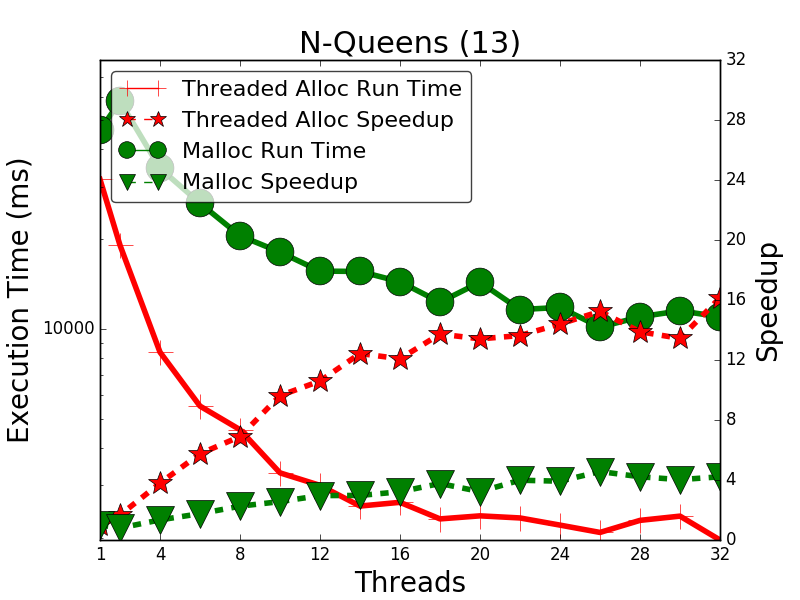 N-Queens (13)
Threaded Alloc Run Time
Threaded Alloc Speedup
Malloc Run Time
Malloc Speedup
Execution Time (ms)
10000
32
28
24
20
16
12
8
4
0
Speedup
1 4 8 12 16 20 24 28 32
Threads